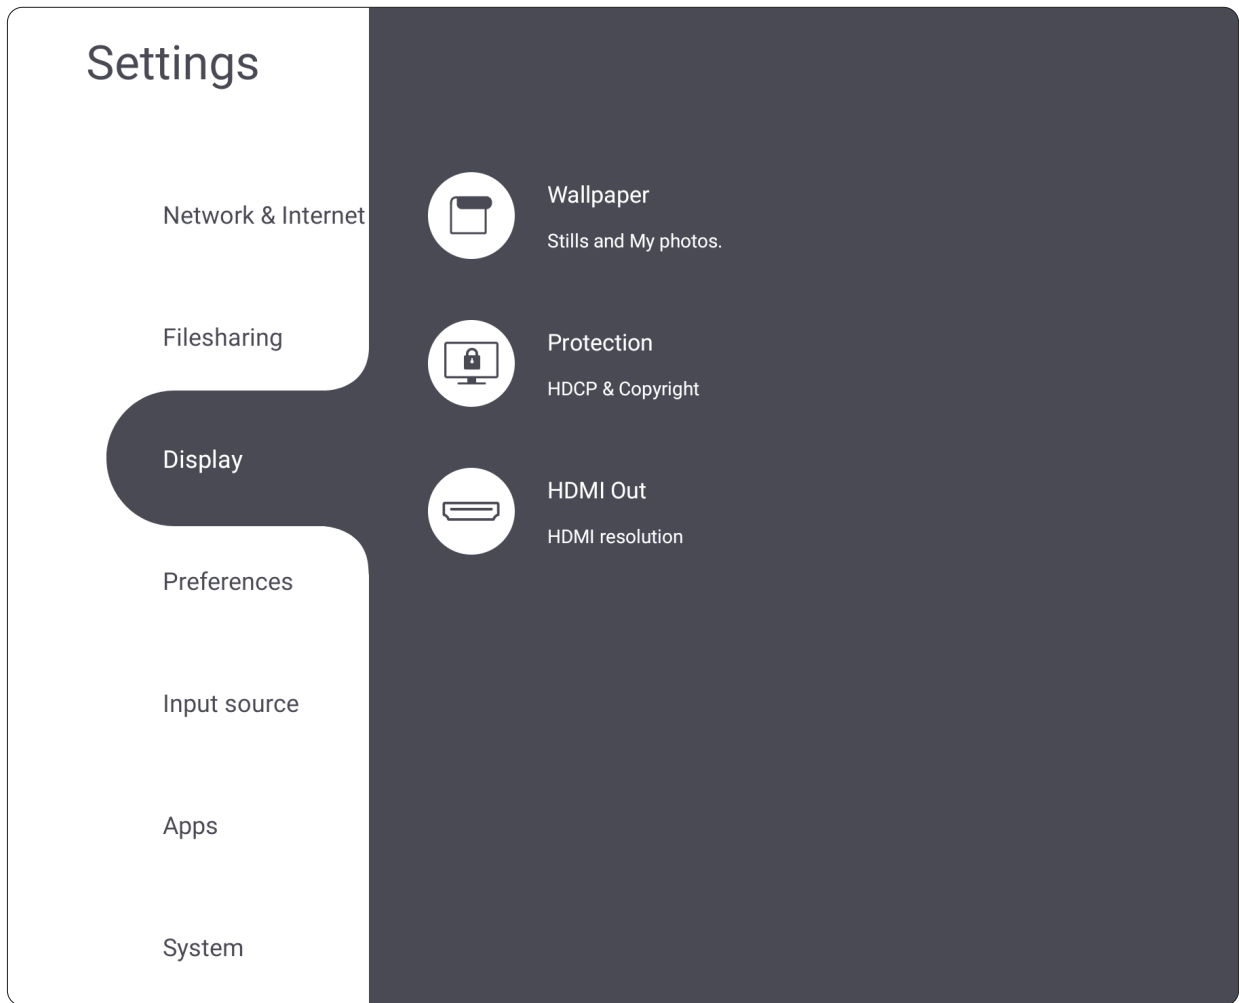 Settings
Network & Internet
Filesharing
Display
Preferences
Input source
Apps
System
Wallpaper
Stills and My photos.
Protection
HDCP & Copyright
HDMI Out
HDMI resolution